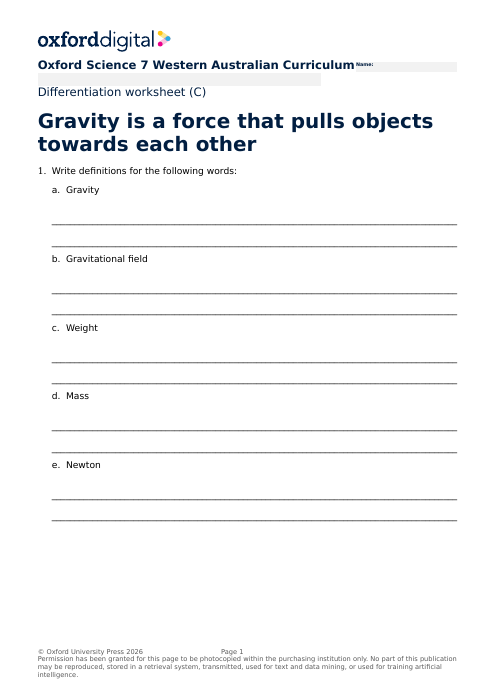 oxforddigital
Oxford Science 7 Western Australian Curriculum Name:
Differentiation worksheet (C)
Gravity is a force that pulls objects
towards each other
1. Write definitions for the following words:
a. Gravity
b. Gravitational field
c. Weight
d. Mass
e. Newton
© Oxford University Press 2026 Page 1
Permission has been granted for this page to be photocopied within the purchasing institution only. No part of this publication
may be reproduced, stored in a retrieval system, transmitted, used for text and data mining, or used for training artificial
intelligence.